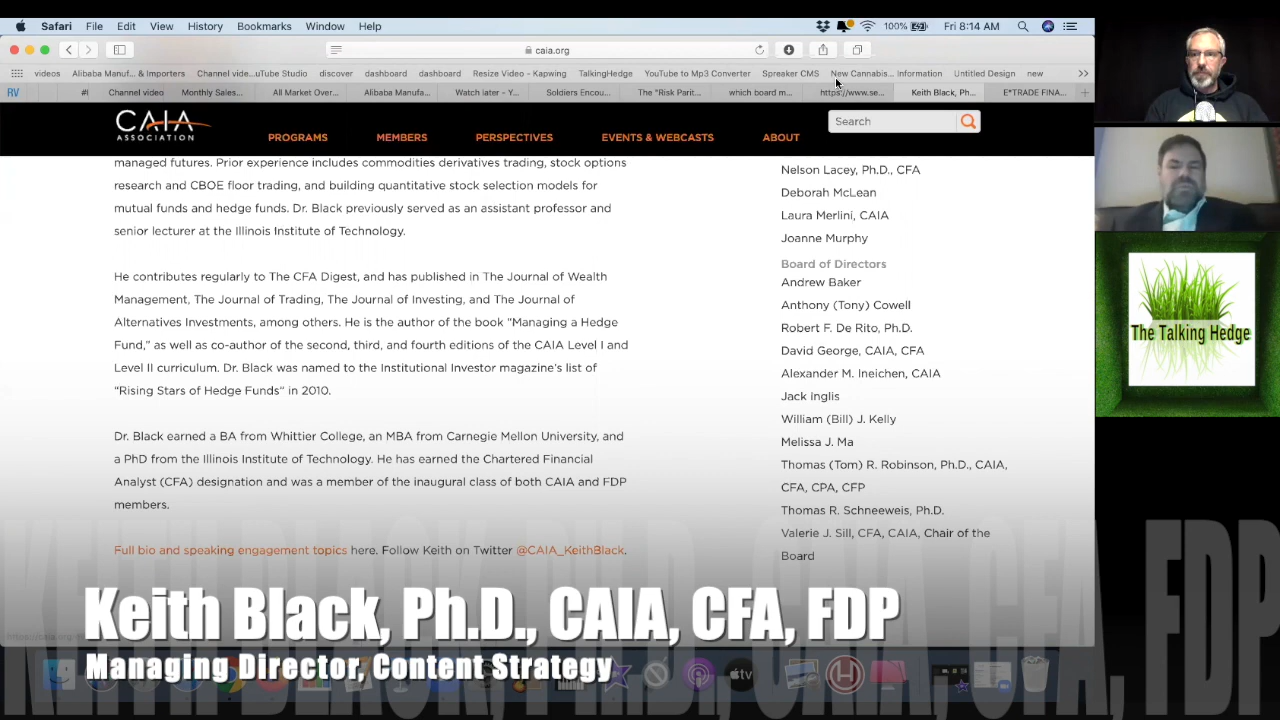 Safari File Edit View History Bookmarks Window Help 100% Fri 8:14 AM
caia.org
videos Alibaba Manuf... & Importers Channel vide...uTube Studio discover dashboard dashboard Resize Video - Kapwing TalkingHedge YouTube to Mp3 Converter Spreaker CMS New Cannabis... Information Untitled Design new
RV #I Channel video Monthly Sales... All Market Over... Alibaba Manufa... Watch later - Y... Soldiers Encou... The "Risk Parit... which board m... https://www.se... Keith Black, Ph... E*TRADE FINA...
CAIA
ASSOCIATION
PROGRAMS MEMBERS PERSPECTIVES EVENTS & WEBCASTS ABOUT
Search
managed futures. Prior experience includes commodities derivatives trading, stock options
research and CBOE floor trading, and building quantitative stock selection models for
mutual funds and hedge funds. Dr. Black previously served as an assistant professor and
senior lecturer at the Illinois Institute of Technology.
He contributes regularly to The CFA Digest, and has published in The Journal of Wealth
Management, The Journal of Trading, The Journal of Investing, and The Journal of
Alternatives Investments, among others. He is the author of the book “Managing a Hedge
Fund,” as well as co-author of the second, third, and fourth editions of the CAIA Level I and
Level II curriculum. Dr. Black was named to the Institutional Investor magazine’s list of
“Rising Stars of Hedge Funds” in 2010.
Dr. Black earned a BA from Whittier College, an MBA from Carnegie Mellon University, and
a PhD from the Illinois Institute of Technology. He has earned the Chartered Financial
Analyst (CFA) designation and was a member of the inaugural class of both CAIA and FDP
members.
Full bio and speaking engagement topics here. Follow Keith on Twitter @CAIA_KeithBlack.
Nelson Lacey, Ph.D., CFA
Deborah McLean
Laura Merlini, CAIA
Joanne Murphy
Board of Directors
Andrew Baker
Anthony (Tony) Cowell
Robert F. De Rito, Ph.D.
David George, CAIA, CFA
Alexander M. Ineichen, CAIA
Jack Inglis
William (Bill) J. Kelly
Melissa J. Ma
Thomas (Tom) R. Robinson, Ph.D., CAIA,
CFA, CPA, CFP
Thomas R. Schneeweis, Ph.D.
Valerie J. Sill, CFA, CAIA, Chair of the
Board
The Talking Hedge
Keith Black, Ph.D., CAIA, CFA, FDP
Managing Director, Content Strategy
tv
KEITH BLACK, PH.D., CAIA, CFA, FDP